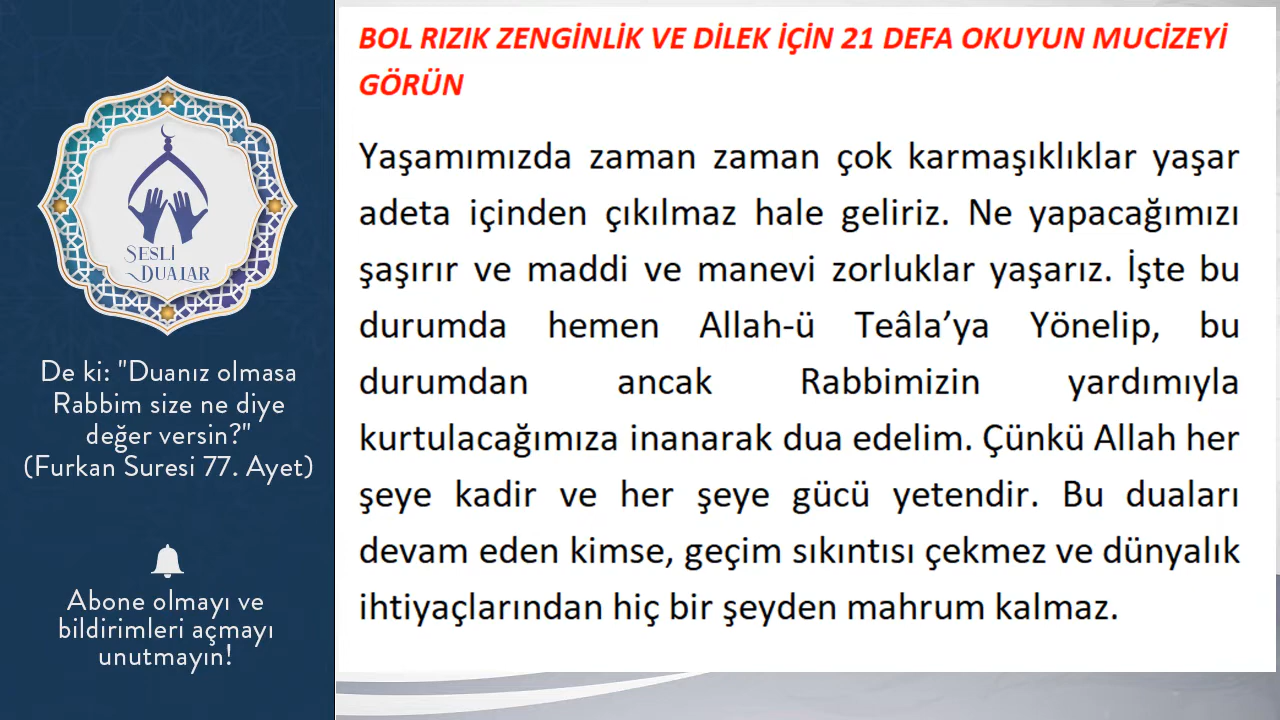 SESLİ
DUALAR
De ki: "Duanız olmasa
Rabbim size ne diye
değer versin?"
(Furkan Suresi 77. Ayet)
Abone olmayı ve
bildirimleri açmayı
unutmayın!
BOL RIZIK ZENGİNLİK VE DİLEK İÇİN 21 DEFA OKUYUN MUCİZEYİ
GÖRÜN
Yaşamımızda zaman zaman çok karmaşıklıklar yaşar
adeta içinden çıkılmaz hale geliriz. Ne yapacağımızı
şaşırır ve maddi ve manevi zorluklar yaşarız. İşte bu
durumda hemen Allah-ü Teâla’ya Yönelip, bu
durumdan ancak Rabbimizin yardımıyla
kurtulacağımıza inanarak dua edelim. Çünkü Allah her
şeye kadir ve her şeye gücü yetendir. Bu duaları
devam eden kimse, geçim sıkıntısı çekmez ve dünyalık
ihtiyaçlarından hiç bir şeyden mahrum kalmaz.